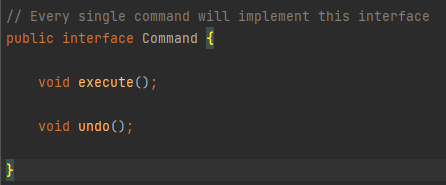 // Every single command will implement this interface
public interface Command {
void execute();
void undo();
}